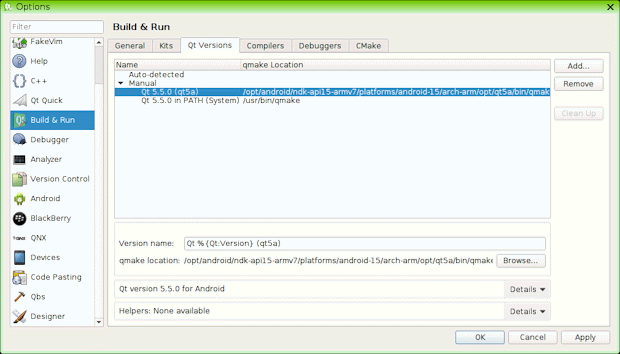 Options
Filter
FakeVim
Help
C++
Qt Quick
Build & Run
Debugger
Analyzer
Version Control
Android
BlackBerry
QNX
Devices
Code Pasting
Qbs
Designer
Build & Run
General Kits Qt Versions Compilers Debuggers CMake
Name qmake Location
Auto-detected
Manual
Qt 5.5.0 (qt5a) /opt/android/ndk-api15-armv7/platforms/android-15/arch-arm/opt/qt5a/bin/qmake
Qt 5.5.0 in PATH (System) /usr/bin/qmake
Add...
Remove
Clean Up
Version name: Qt %{Qt:Version} (qt5a)
qmake location: /opt/android/ndk-api15-armv7/platforms/android-15/arch-arm/opt/qt5a/bin/qmake Browse...
Qt version 5.5.0 for Android Details
Helpers: None available Details
OK Cancel Apply